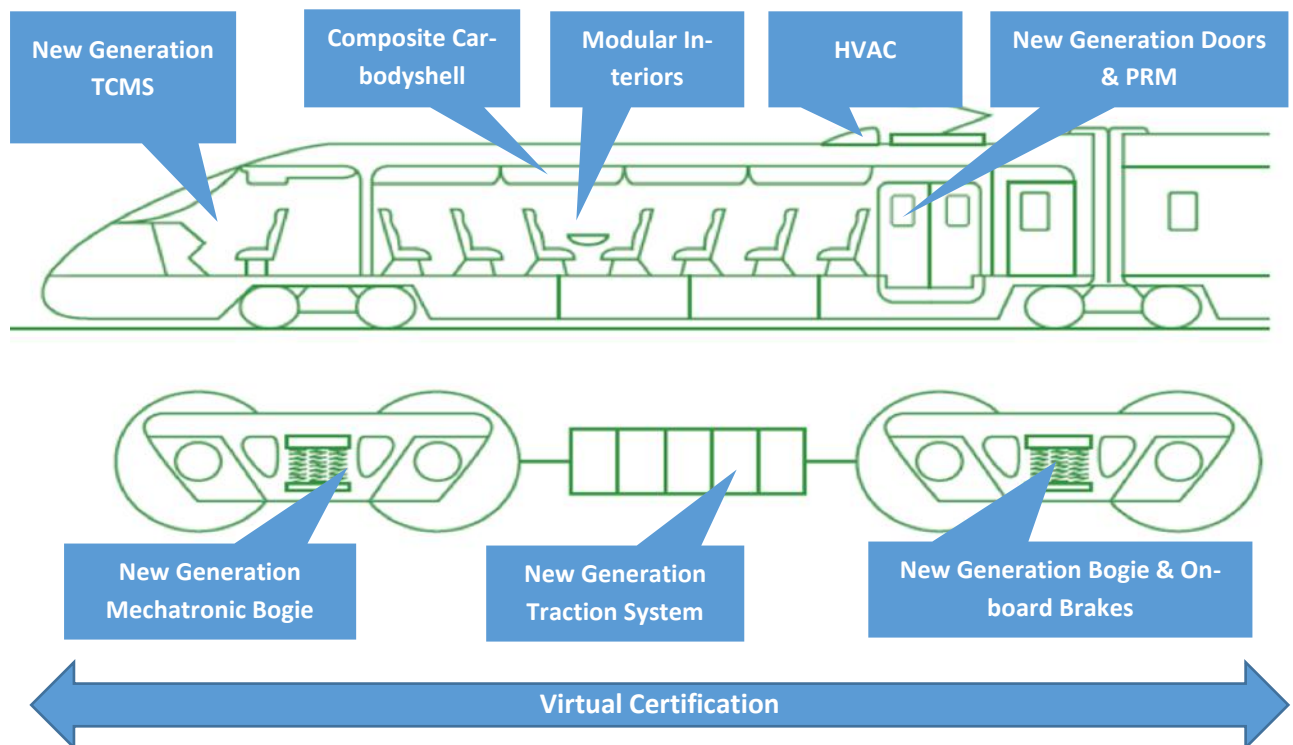 New Generation
TCMS
Composite Car-
bodyshell
Modular In-
teriors
HVAC
New Generation Doors
& PRM
New Generation
Mechatronic Bogie
New Generation
Traction System
New Generation Bogie & On-
board Brakes
Virtual Certification